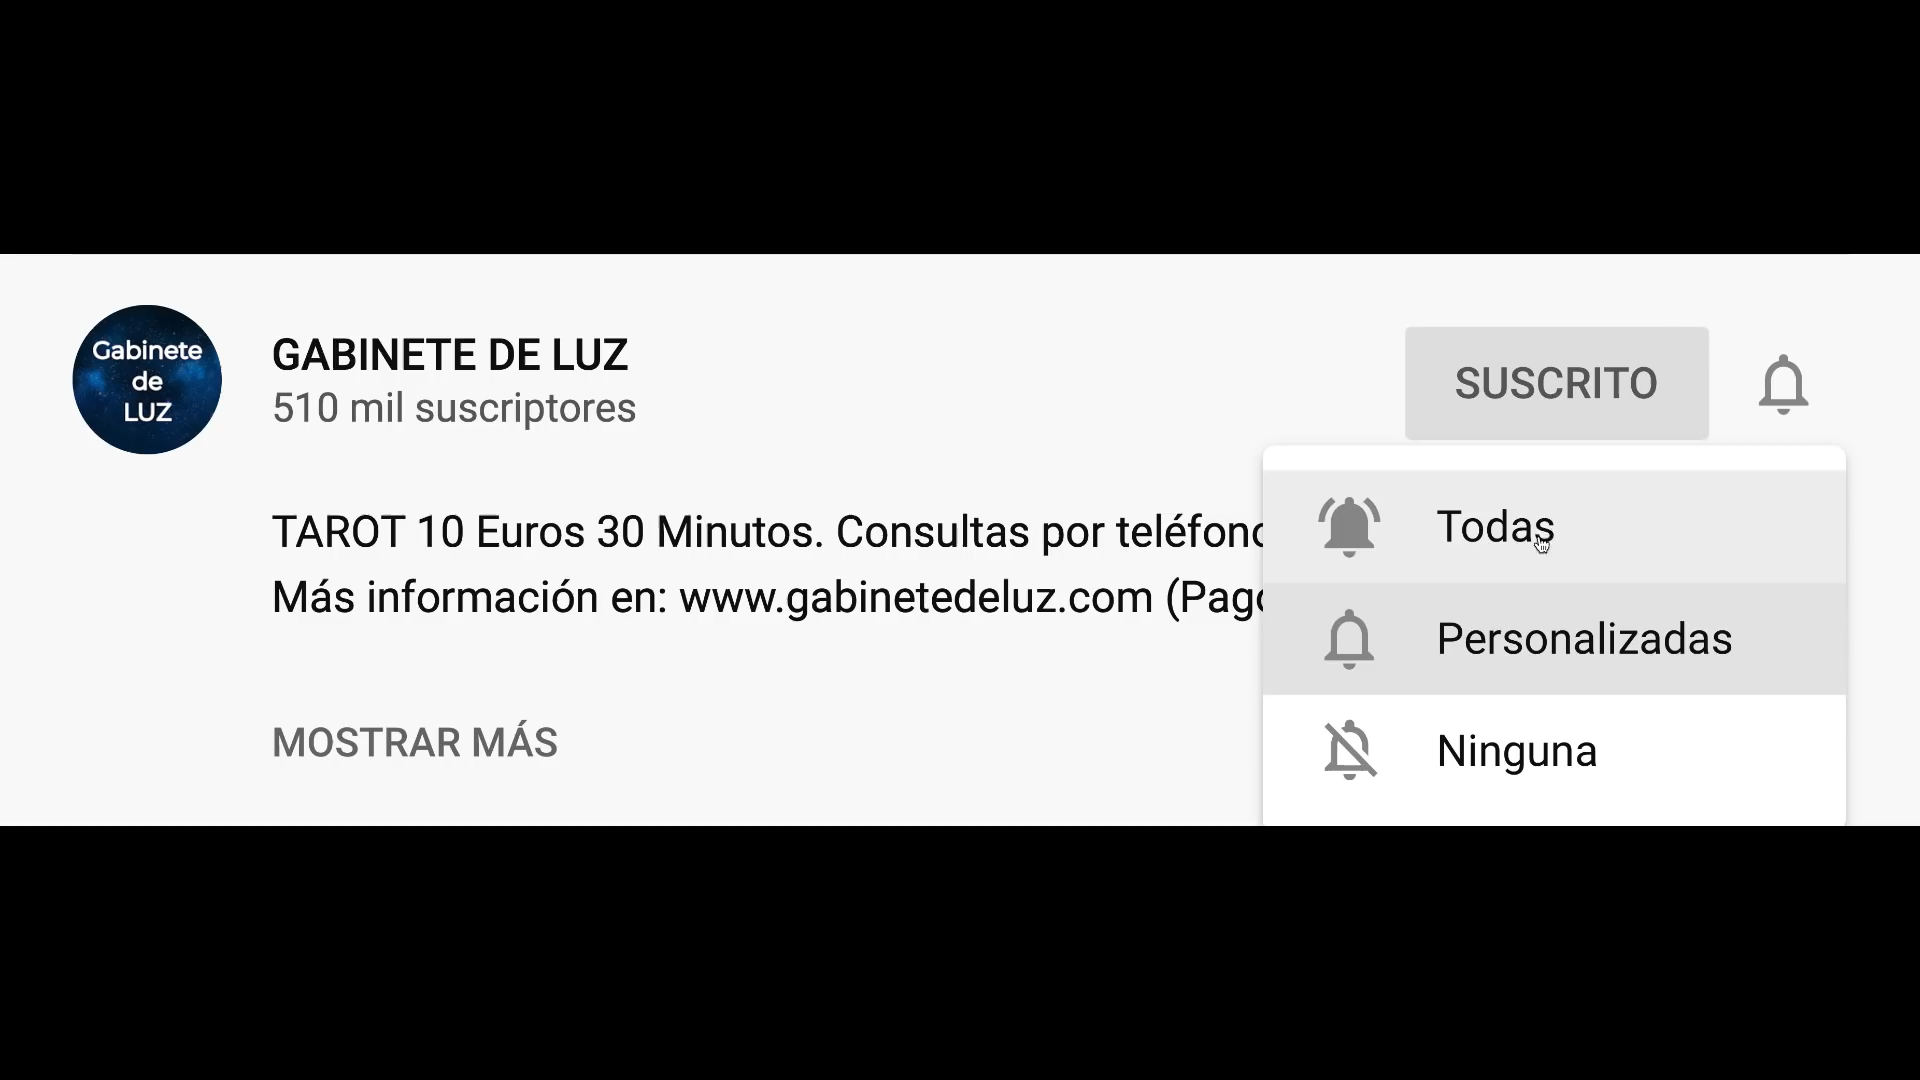 Gabinete
de
LUZ
GABINETE DE LUZ
510 mil suscriptores
SUSCRITO
TAROT 10 Euros 30 Minutos. Consultas por teléfono
Más información en: www.gabinetedeluz.com
MOSTRAR MÁS
Todas
Personalizadas
Ninguna